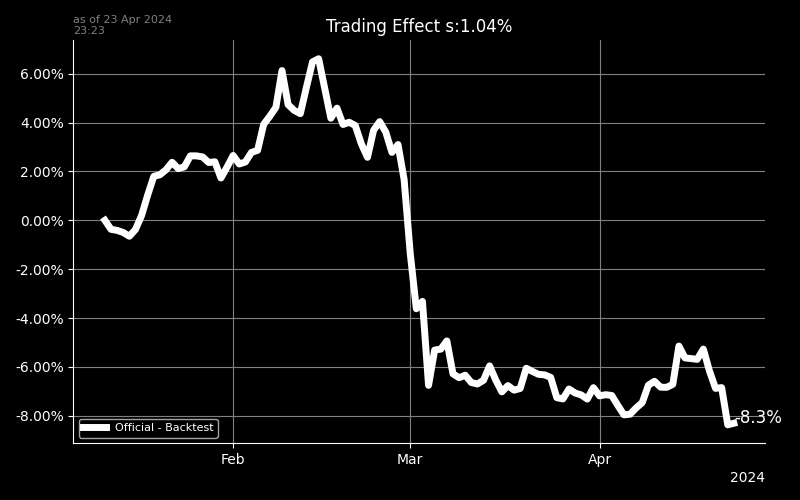 as of 23 Apr 2024
23:23
Trading Effect s:1.04%
6.00%
4.00%
2.00%
0.00%
-2.00%
-4.00%
-6.00%
-8.00%
-8.3%
Official - Backtest
Feb
Mar
Apr
2024